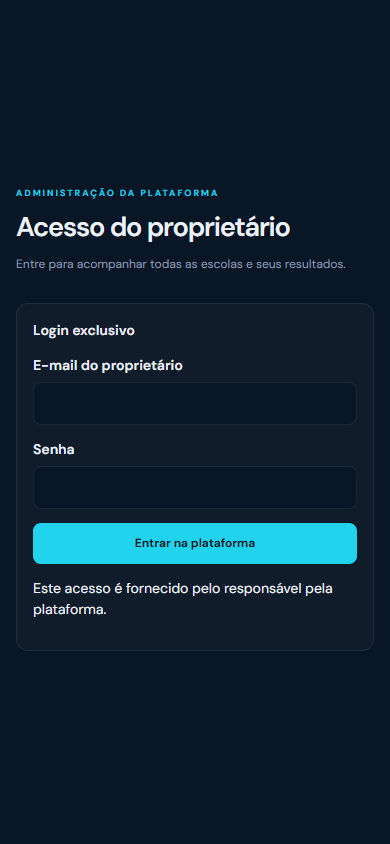 ADMINISTRAÇÃO DA PLATAFORMA
Acesso do proprietário
Entre para acompanhar todas as escolas e seus resultados.
Login exclusivo
E-mail do proprietário
Senha
Entrar na plataforma
Este acesso é fornecido pelo responsável pela
plataforma.